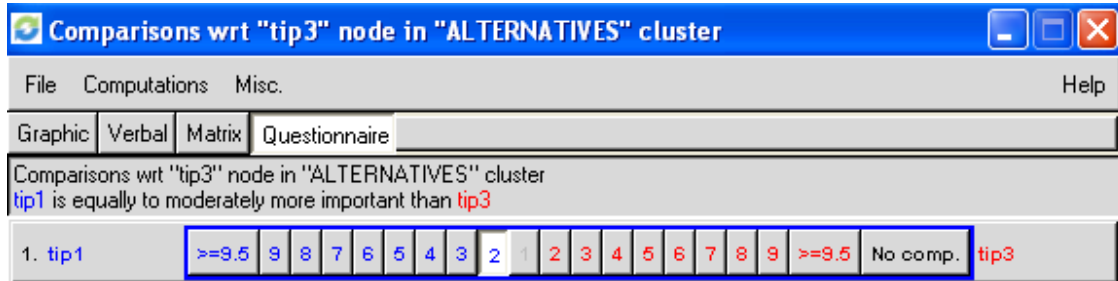 Comparisons wrt "tip3" node in "ALTERNATIVES" cluster
File Computations Misc. Help
Graphic Verbal Matrix Questionnaire
Comparisons wrt "tip3" node in "ALTERNATIVES" cluster
tip1 is equally to moderately more important than tip3
1. tip1 >=9.5 9 8 7 6 5 4 3 2 1 2 3 4 5 6 7 8 9 >=9.5 No comp. tip3